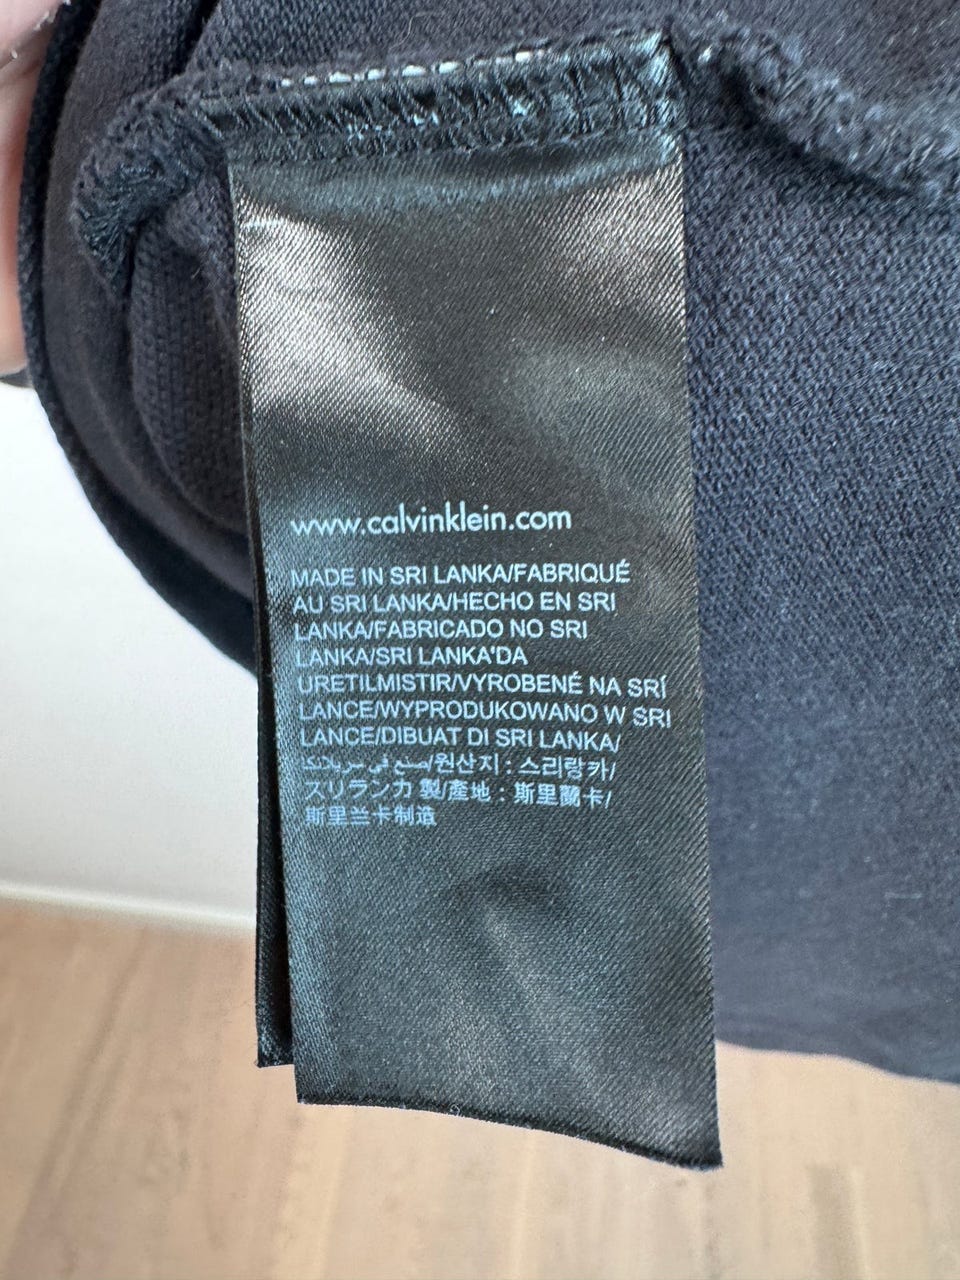 www.calvinklein.com
MADE IN SRI LANKA/FABRIQUÉ
AU SRI LANKA/HECHO EN SRI
LANKA/FABRICADO NO SRI
LANKA/SRI LANKA'DA
URETILMISTIR/VYROBENÉ NA SRÍ
LANCE/WYPRODUKOWANO W SRI
LANCE/DIBUAT DI SRI LANKA/
صنع في سريلانكا/원산지 : 스리랑카/
スリランカ 製/產地 : 斯里蘭卡/
斯里兰卡制造